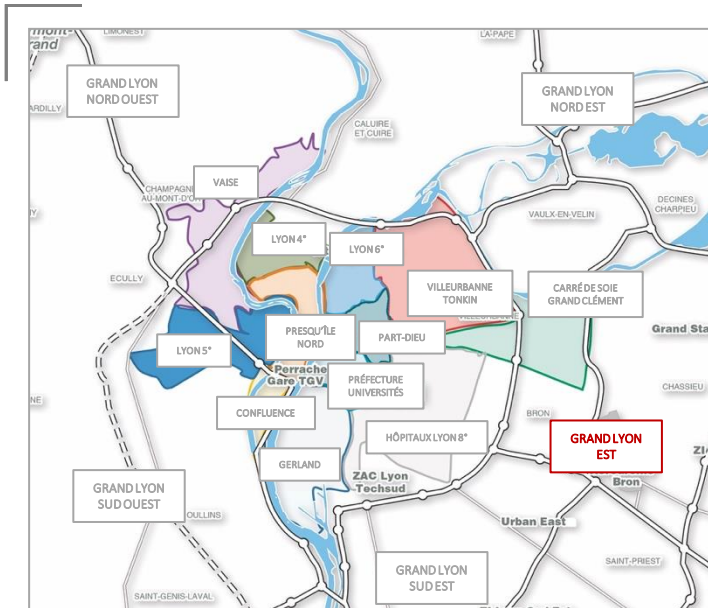 LIMONEST
LA-PAPE
GRAND LYON
NORD OUEST
GRAND LYON
NORD EST
CALUIRE
ET CUIRE
VAISE
CHAMPAGNE
AU-MONT-D'OR
DECINES
CHARPIEU
VAULX-EN-VELIN
LYON 4°
LYON 6°
ECULLY
VILLEURBANNE
TONKIN
CARRÉ DE SOIE
GRAND CLÉMENT
PRESQU'ÎLE
NORD
PART-DIEU
Grand Sta
LYON 5°
Perrache
Gare TGV
PRÉFECTURE
UNIVERSITÉS
CHASSIEU
CONFLUENCE
BRON
HÔPITAUX LYON 8°
GRAND LYON
EST
GERLAND
ZAC Lyon
Techsud
Bron
GRAND LYON
SUD OUEST
OULLINS
Urban East
GRAND LYON
SUD EST
SAINT-PRIEST
SAINT-GENIS-LAVAL